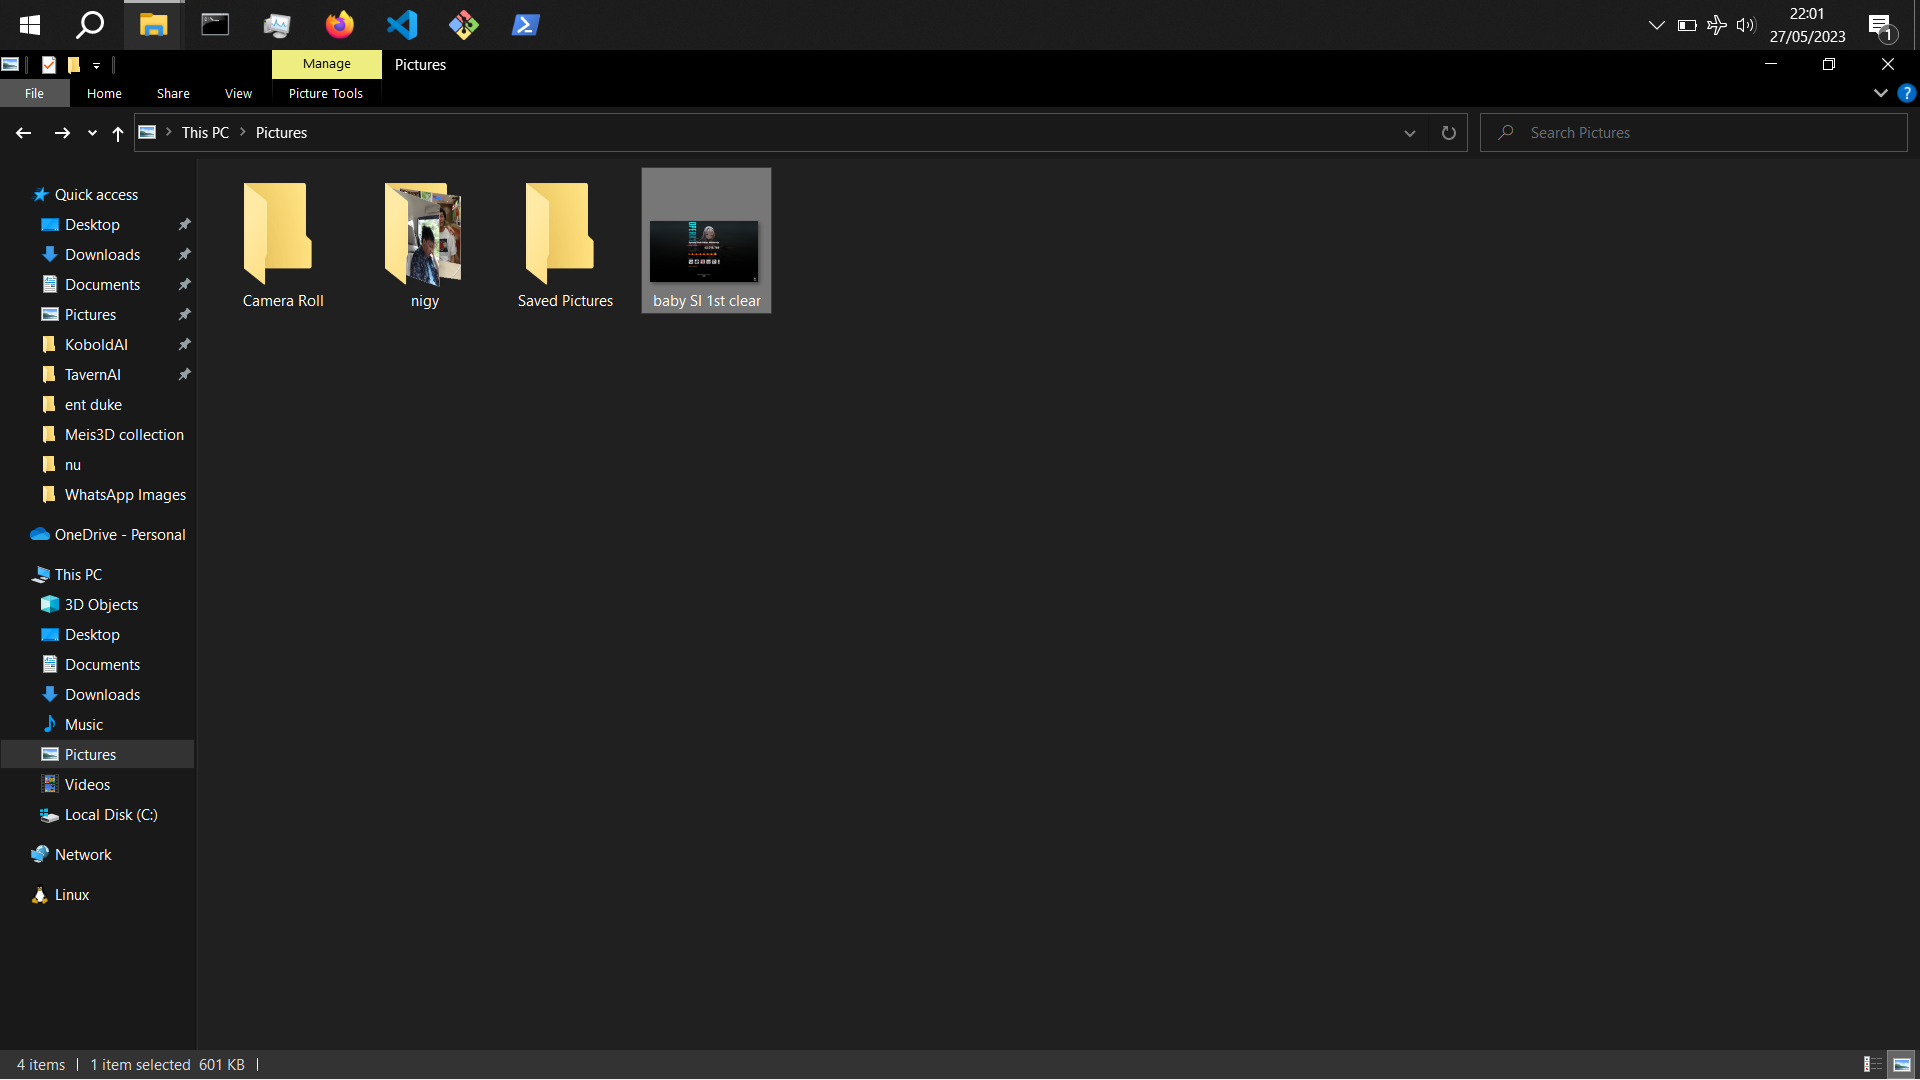 22:01
27/05/2023
1
Manage
Pictures
File
Home
Share
View
Picture Tools
This PC
Pictures
Search Pictures
Quick access
Desktop
Downloads
Documents
Pictures
KoboldAI
TavernAI
ent duke
Meis3D collection
nu
WhatsApp Images
OneDrive - Personal
This PC
3D Objects
Desktop
Documents
Downloads
Music
Pictures
Videos
Local Disk (C:)
Network
Linux
Camera Roll
nigy
Saved Pictures
baby SI 1st clear
4 items
1 item selected 601 KB